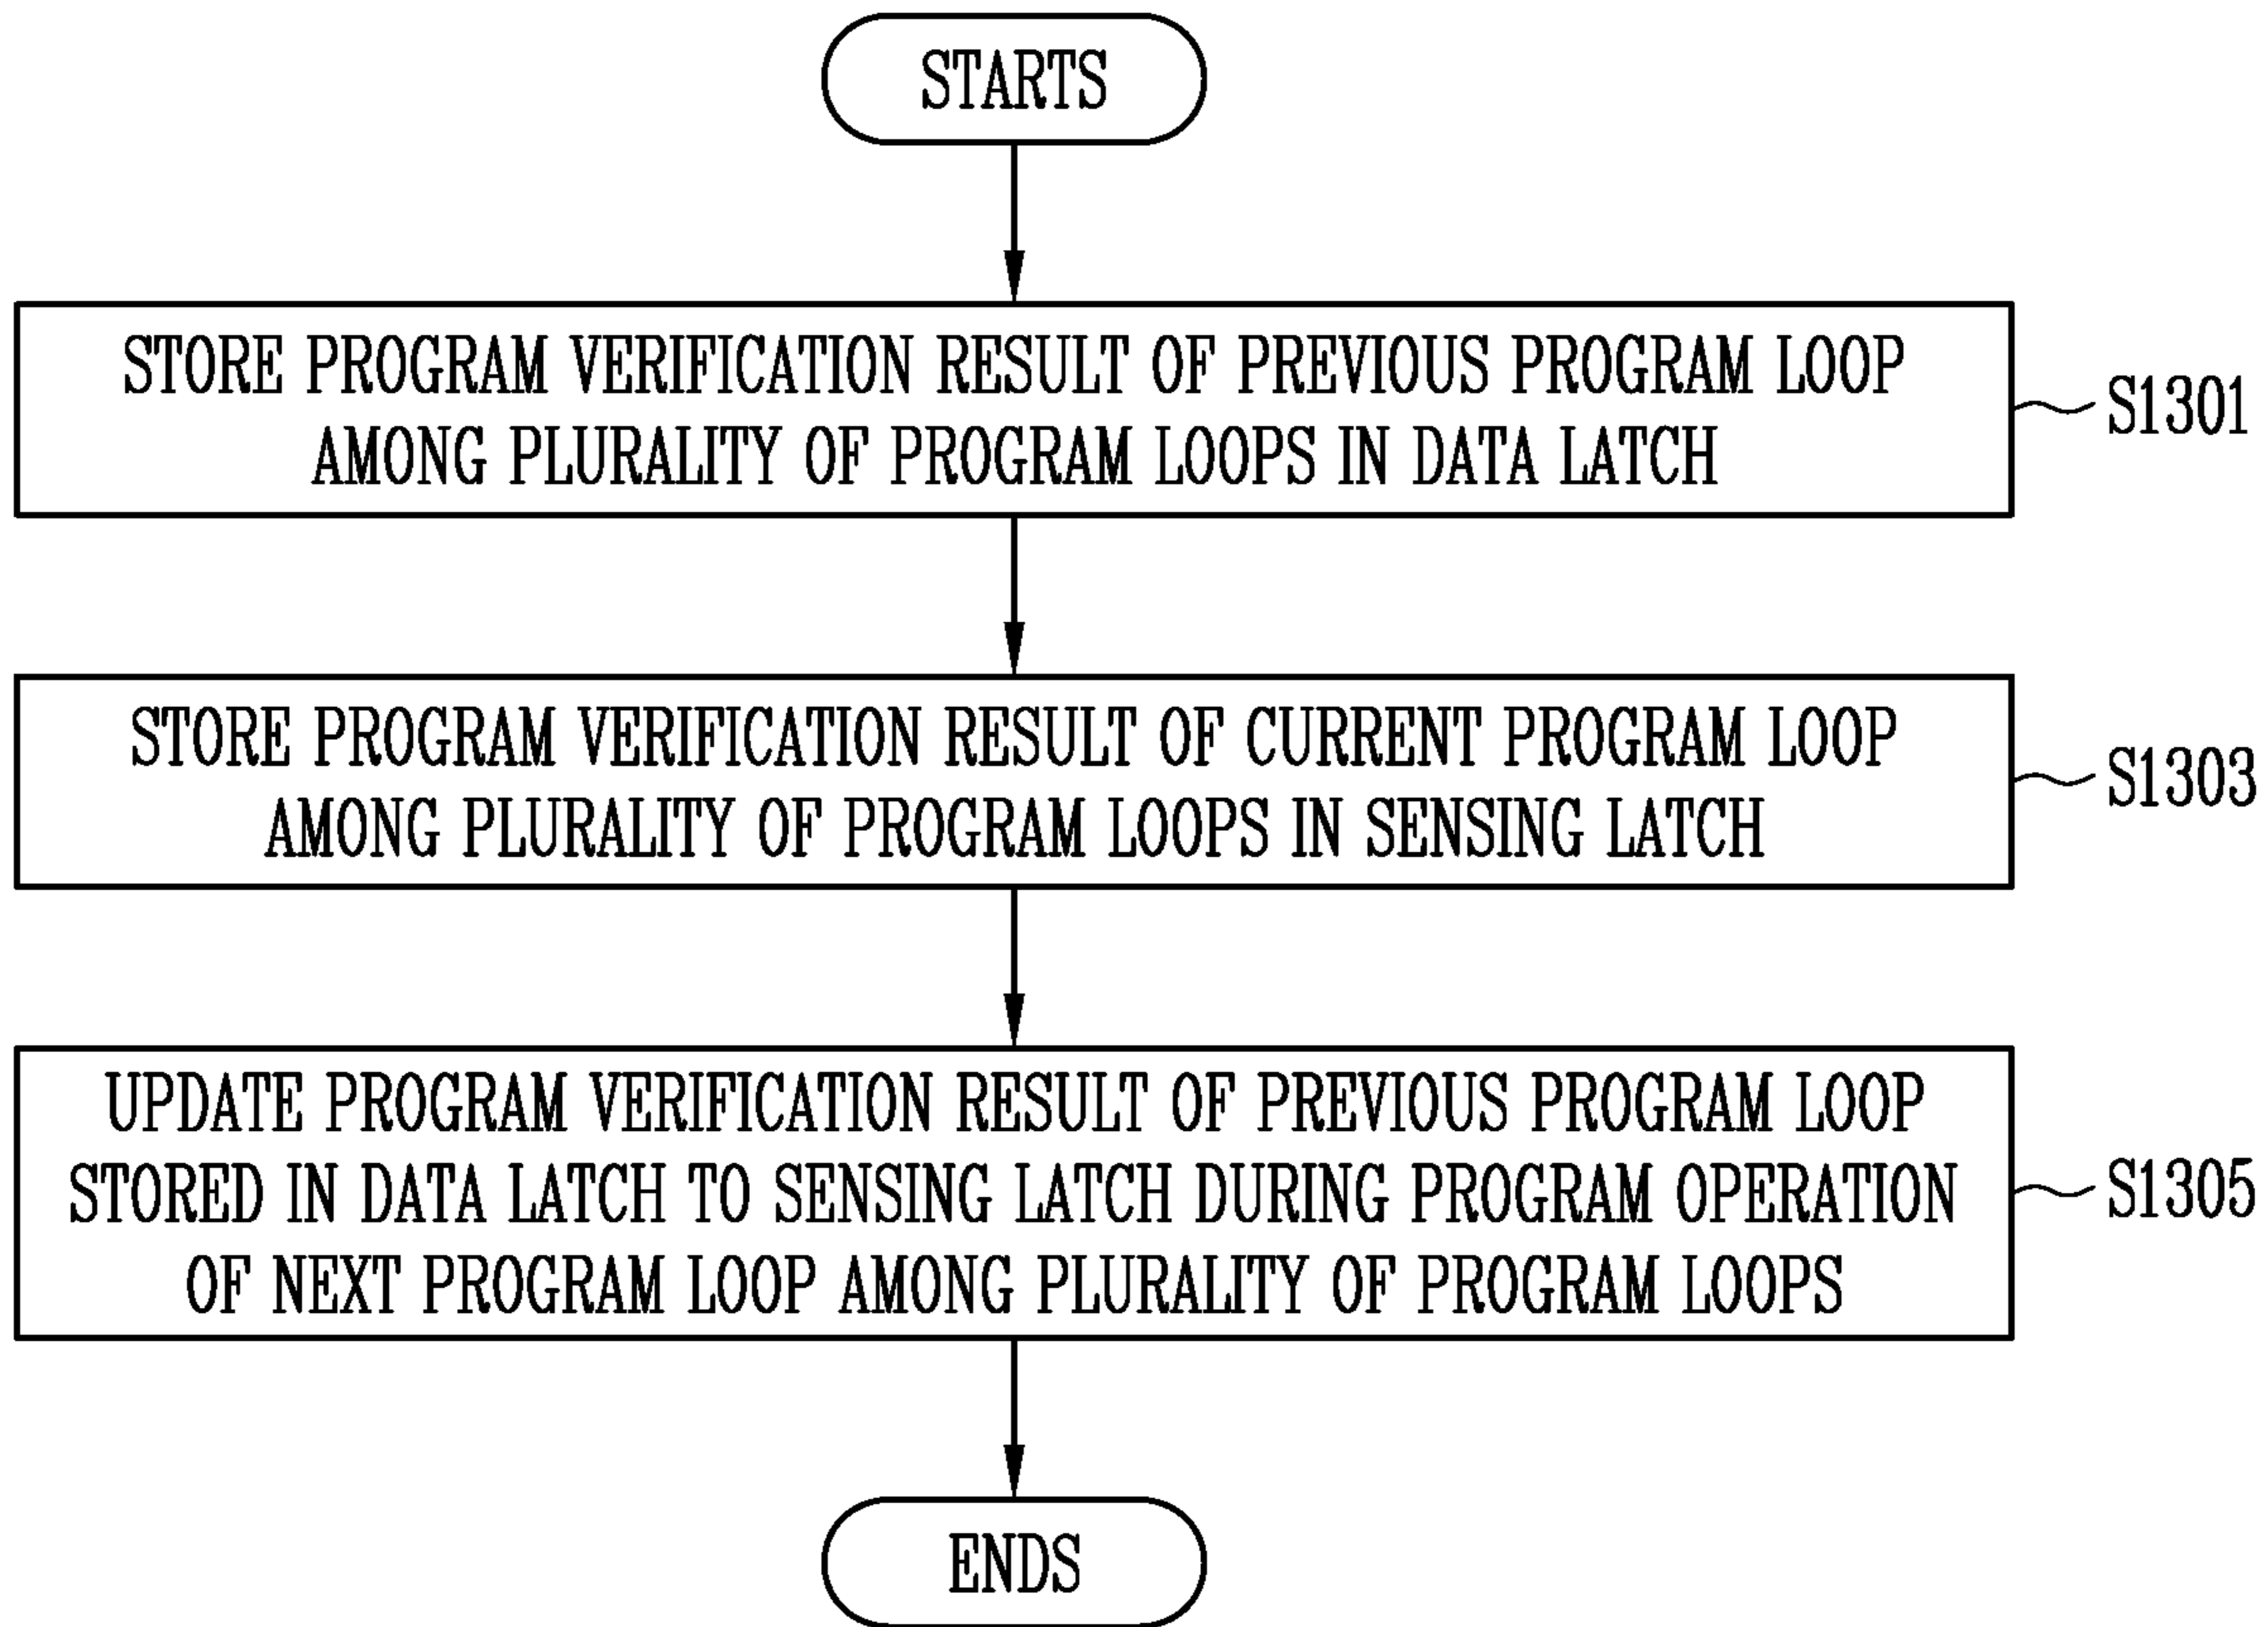 STARTS
STORE PROGRAM VERIFICATION RESULT OF PREVIOUS PROGRAM LOOP
AMONG PLURALITY OF PROGRAM LOOPS IN DATA LATCH
S1301
STORE PROGRAM VERIFICATION RESULT OF CURRENT PROGRAM LOOP
AMONG PLURALITY OF PROGRAM LOOPS IN SENSING LATCH
S1303
UPDATE PROGRAM VERIFICATION RESULT OF PREVIOUS PROGRAM LOOP
STORED IN DATA LATCH TO SENSING LATCH DURING PROGRAM OPERATION
OF NEXT PROGRAM LOOP AMONG PLURALITY OF PROGRAM LOOPS
S1305
ENDS